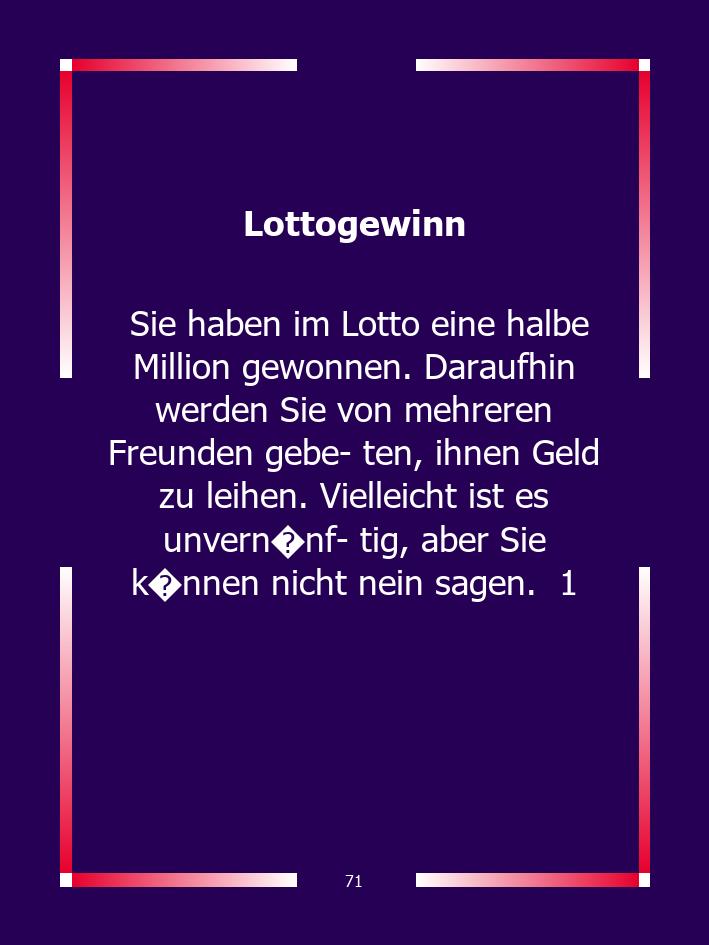 Lottogewinn
Sie haben im Lotto eine halbe
Million gewonnen. Daraufhin
werden Sie von mehreren
Freunden gebe- ten, ihnen Geld
zu leihen. Vielleicht ist es
unvern�nf- tig, aber Sie
k�nnen nicht nein sagen.  1
71